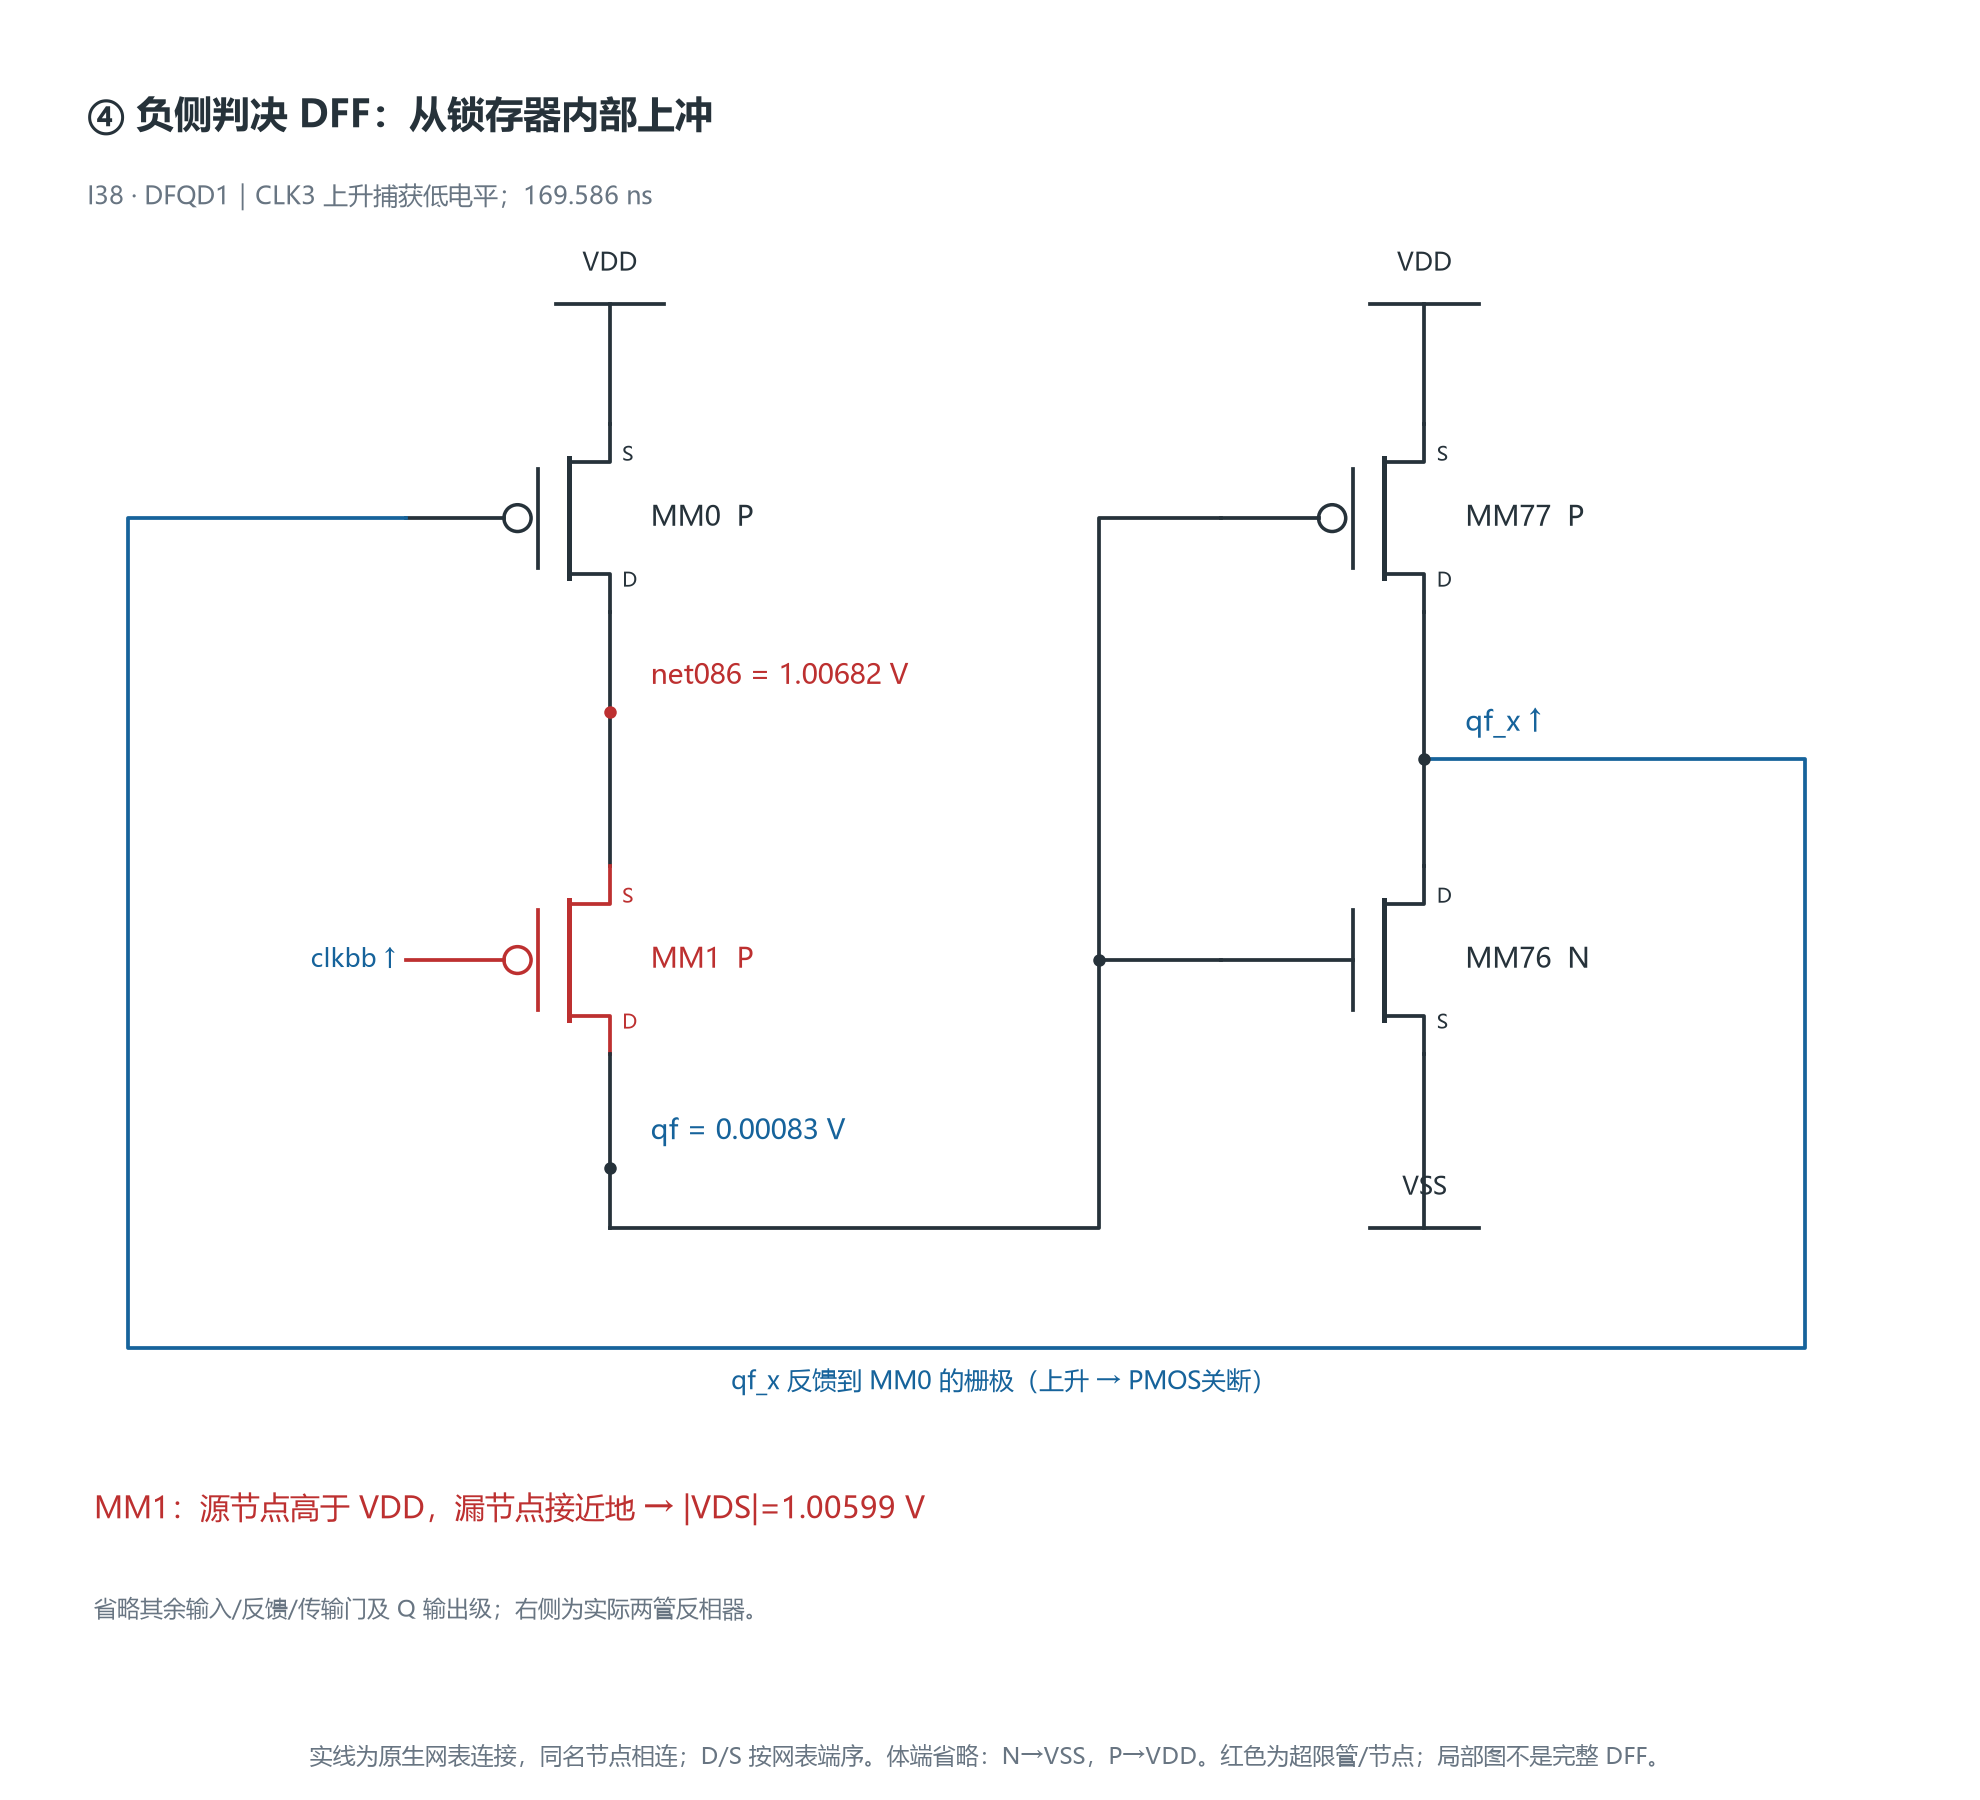 ④ 负侧判决 DFF：从锁存器内部上冲
I38 · DFQD1 | CLK3 上升捕获低电平；169.586 ns
VDD
VDD
S
S
MM0 P
MM77 P
D
D
net086 = 1.00682 V
qf_x ↑
S
D
clkbb ↑
MM1 P
MM76 N
D
S
qf = 0.00083 V
VSS
qf_x 反馈到 MM0 的栅极（上升 → PMOS关断）
MM1：源节点高于 VDD，漏节点接近地 → |VDS|=1.00599 V
省略其余输入/反馈/传输门及 Q 输出级；右侧为实际两管反相器。
实线为原生网表连接，同名节点相连；D/S 按网表端序。体端省略：N→VSS，P→VDD。红色为超限管/节点；局部图不是完整 DFF。